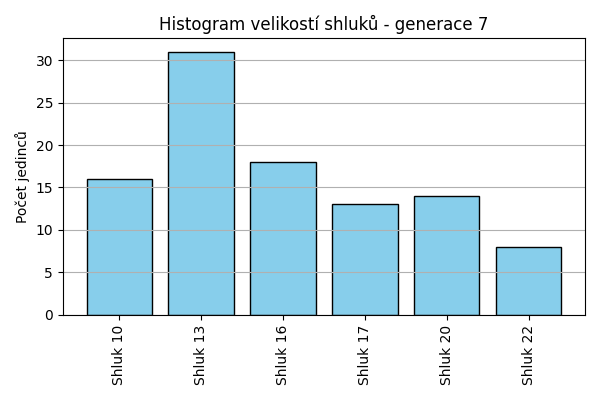 Histogram velikostí shluků - generace 7
Počet jedinců
30
25
20
15
10
5
0
Shluk 10
Shluk 13
Shluk 16
Shluk 17
Shluk 20
Shluk 22